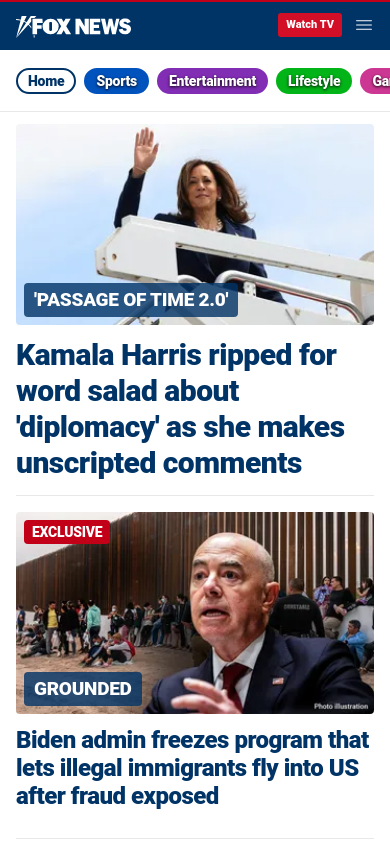 FOX NEWS
Watch TV
Home
Sports
Entertainment
Lifestyle
Ga
'PASSAGE OF TIME 2.0'
Kamala Harris ripped for
word salad about
'diplomacy' as she makes
unscripted comments
EXCLUSIVE
GROUNDED
Photo illustration
Biden admin freezes program that
lets illegal immigrants fly into US
after fraud exposed